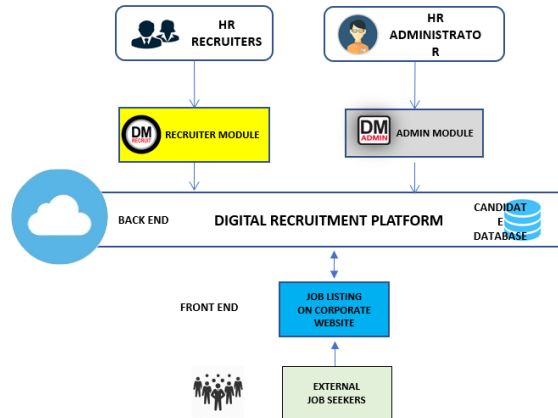 HR
RECRUITERS
HR
ADMINISTRATO
R
DM
RECRUIT
RECRUITER MODULE
DM
ADMIN
ADMIN MODULE
BACK END
DIGITAL RECRUITMENT PLATFORM
CANDIDAT
E
DATABASE
FRONT END
JOB LISTING
ON CORPORATE
WEBSITE
EXTERNAL
JOB SEEKERS